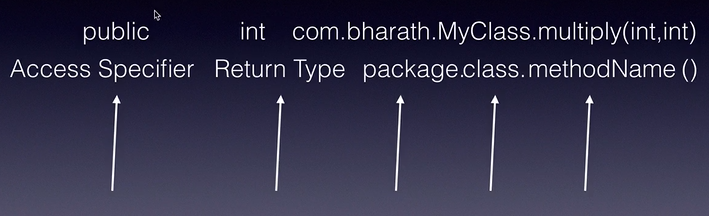 public int com.bharath.MyClass.multiply(int,int)
Access Specifier Return Type package.class.methodName ()